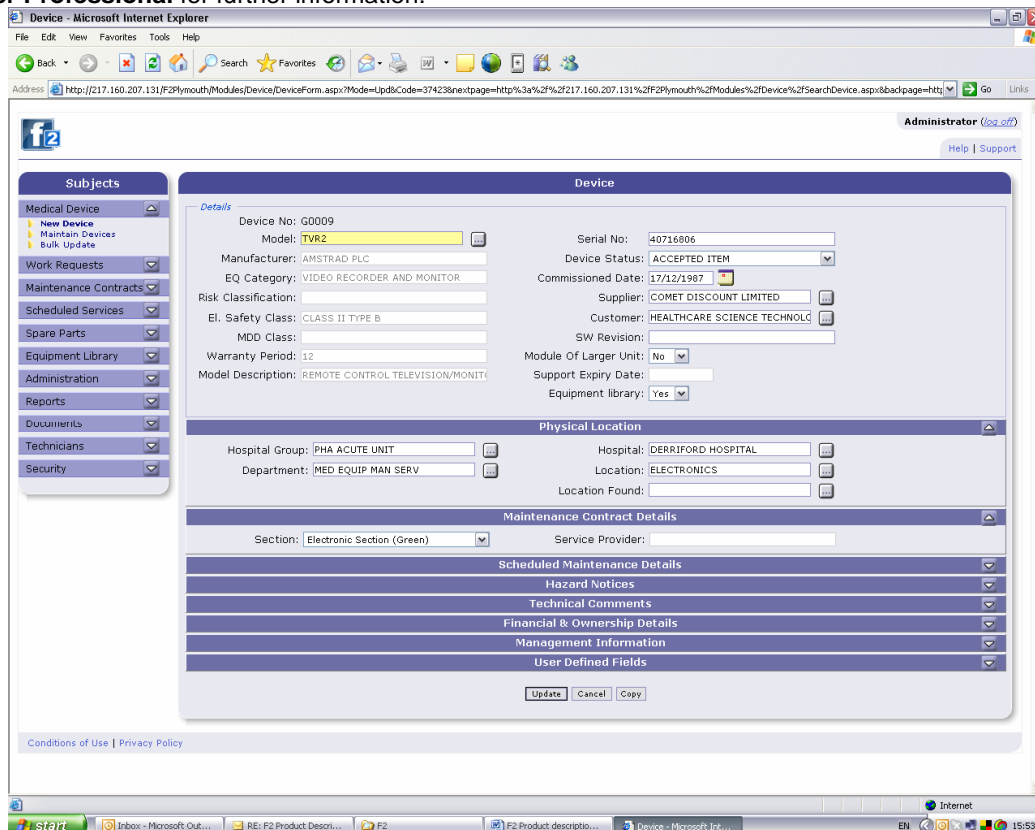 Professional for further information.
Device - Microsoft Internet Explorer
File Edit View Favorites Tools Help
Back Search Favorites
Address http://217.160.207.131/F2Plymouth/Modules/Device/DeviceForm.aspx?Mode=Upd&Code=37423&nextpage=http%3a%2f%2f217.160.207.131%2fF2Plymouth%2fModules%2fDevice%2fSearchDevice.aspx&backpage=http Go Links
Administrator (log off)
f2
Help | Support
Subjects
Medical Device
New Device
Maintain Devices
Bulk Update
Work Requests
Maintenance Contracts
Scheduled Services
Spare Parts
Equipment Library
Administration
Reports
Documents
Technicians
Security
Device
Details
Device No: G0009
Model: TVR2 ...
Serial No: 40716806
Manufacturer: AMSTRAD PLC
Device Status: ACCEPTED ITEM
EQ Category: VIDEO RECORDER AND MONITOR
Commissioned Date: 17/12/1987
Risk Classification:
Supplier: COMET DISCOUNT LIMITED ...
El. Safety Class: CLASS II TYPE B
Customer: HEALTHCARE SCIENCE TECHNOLO ...
MDD Class:
SW Revision:
Warranty Period: 12
Module Of Larger Unit: No
Model Description: REMOTE CONTROL TELEVISION/MONIT
Support Expiry Date:
Equipment library: Yes
Physical Location
Hospital Group: PHA ACUTE UNIT ...
Hospital: DERRIFORD HOSPITAL ...
Department: MED EQUIP MAN SERV ...
Location: ELECTRONICS ...
Location Found: ...
Maintenance Contract Details
Section: Electronic Section (Green)
Service Provider:
Scheduled Maintenance Details
Hazard Notices
Technical Comments
Financial & Ownership Details
Management Information
User Defined Fields
Update Cancel Copy
Conditions of Use | Privacy Policy
Internet
start Inbox - Microsoft Out... RE: F2 Product Descri... F2 F2 Product descriptio... Device - Microsoft Int... EN 15:53